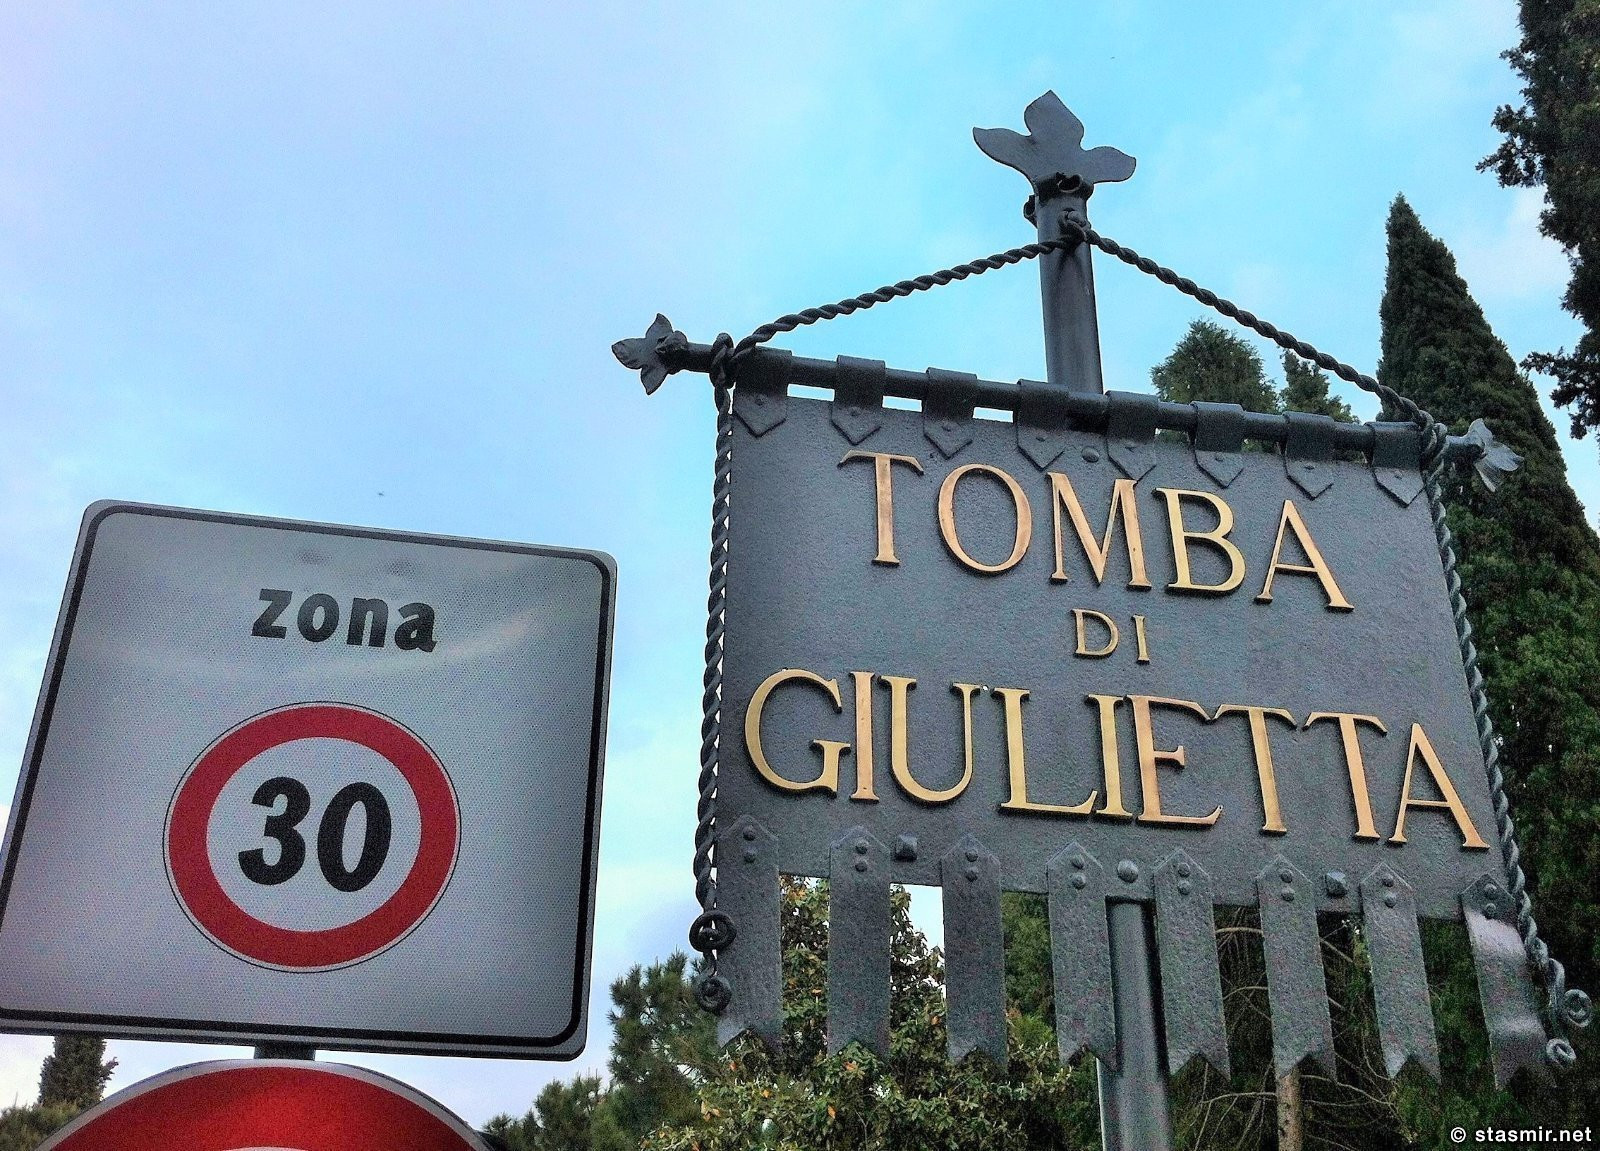 zona
30
TOMBA
DI
GIULIETTA
© stasmir.net